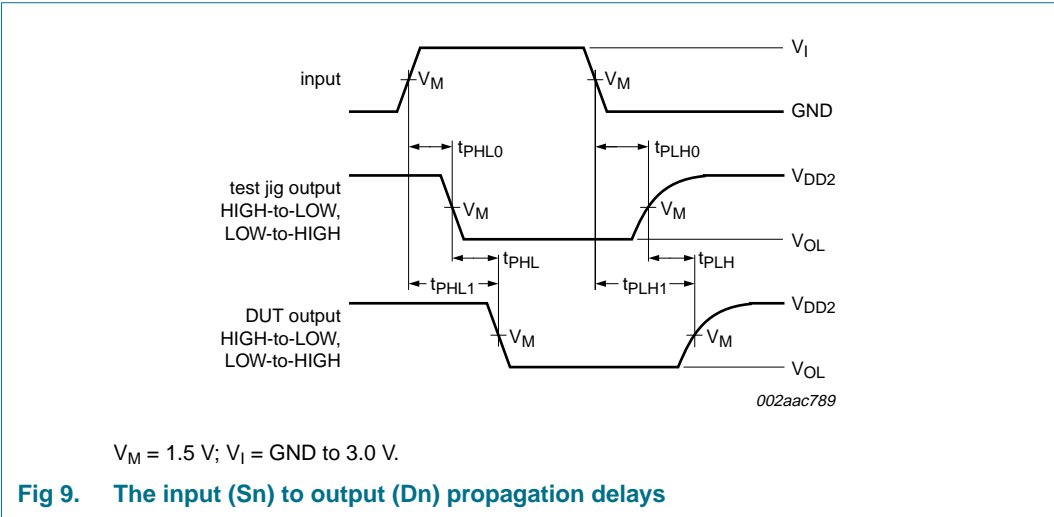 V_I
input
V_M
V_M
GND
t_PHL0
t_PLH0
V_DD2
test jig output
HIGH-to-LOW,
LOW-to-HIGH
V_M
V_M
V_OL
t_PHL
t_PLH
t_PHL1
t_PLH1
V_DD2
DUT output
HIGH-to-LOW,
LOW-to-HIGH
V_M
V_M
V_OL
002aac789
V_M = 1.5 V; V_I = GND to 3.0 V.
Fig 9. The input (Sn) to output (Dn) propagation delays